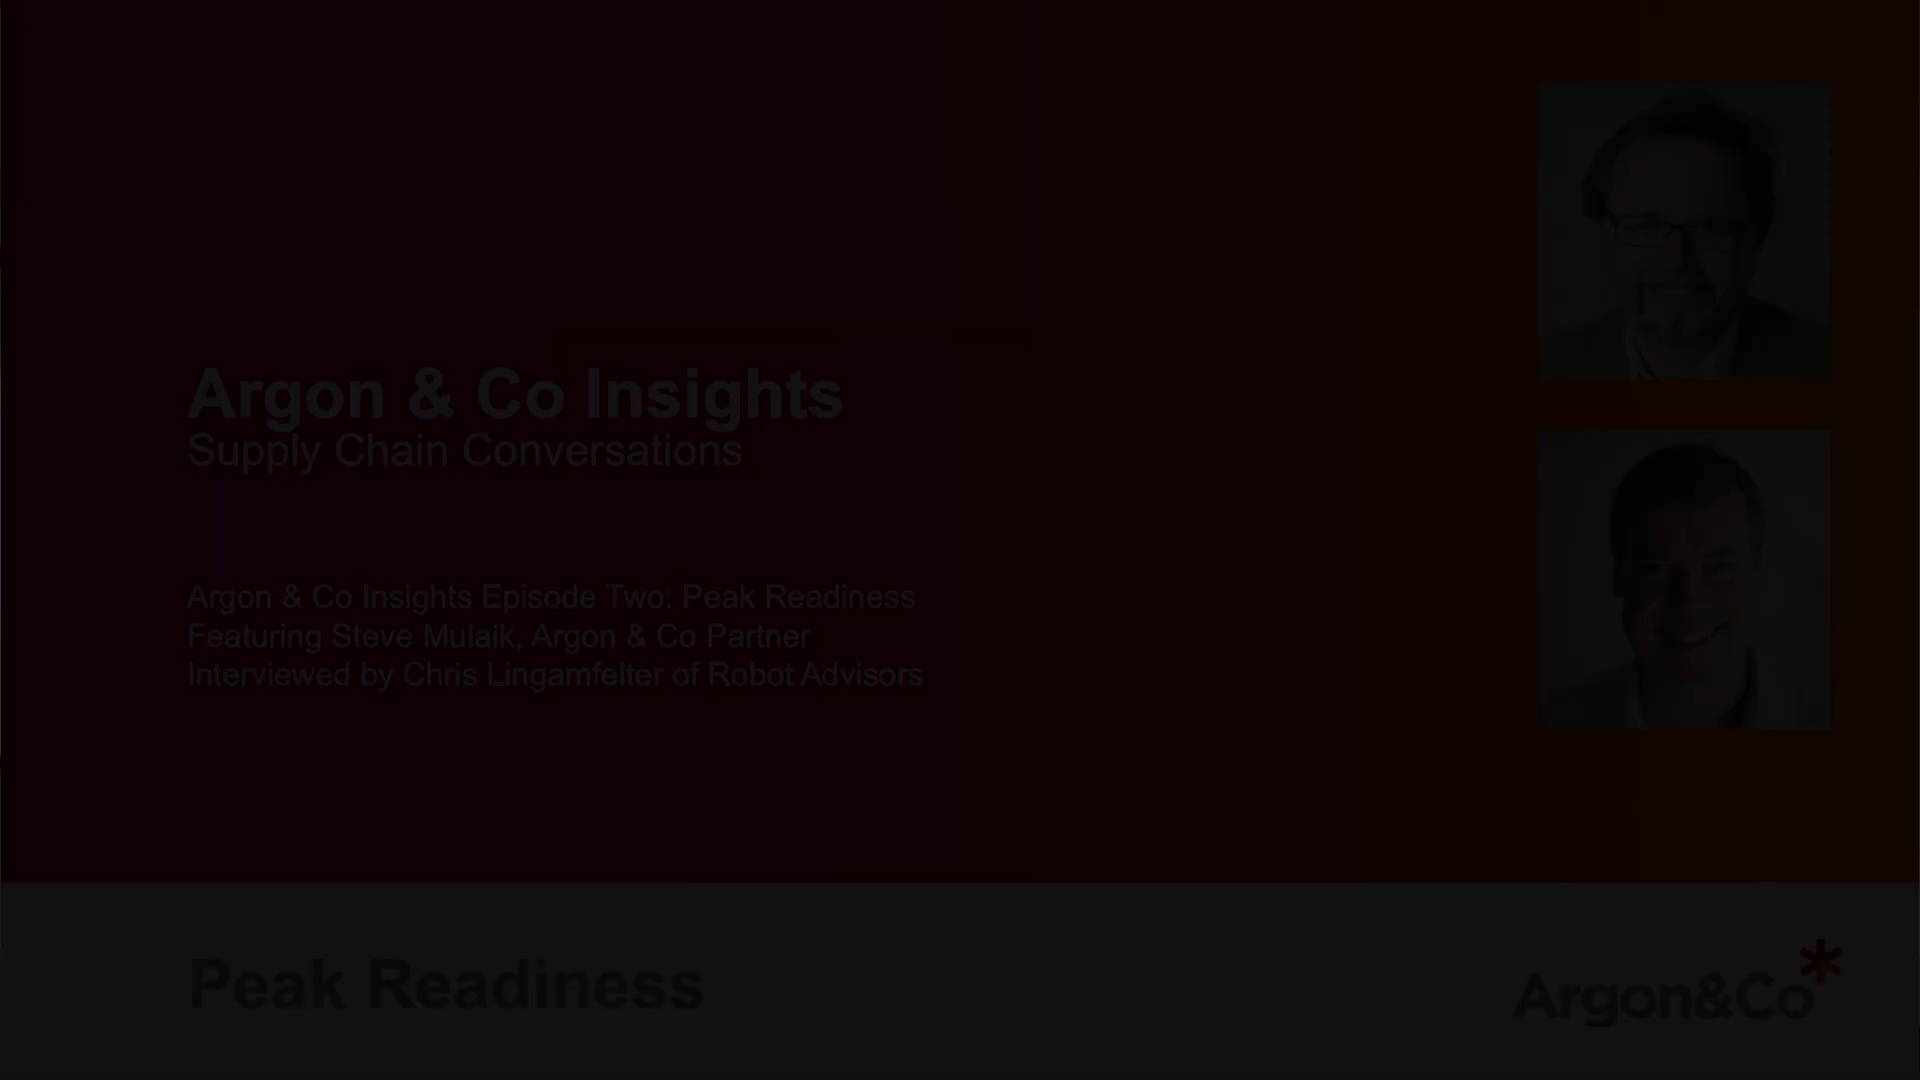 Argon & Co Insights
Supply Chain Conversations
Argon & Co Insights Episode Two: Peak Readiness
Featuring Steve Mulaik, Argon & Co Partner
Interviewed by Chris Lingamfelter of Robot Advisors
Peak Readiness
Argon&Co